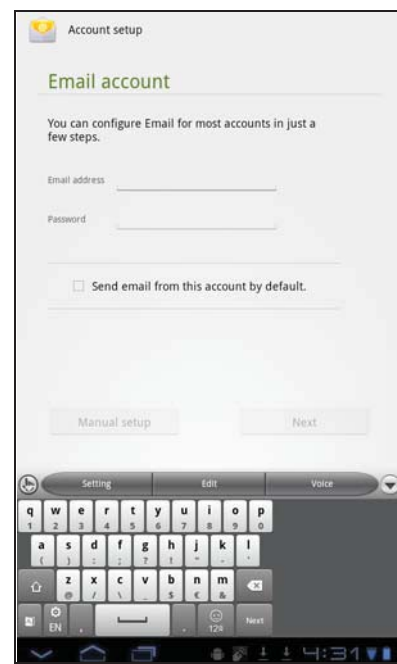 Account setup
Email account
You can configure Email for most accounts in just a
few steps.
Email address
Password
Send email from this account by default.
Manual setup Next
Setting Edit Voice
q w e r t y u i o p
1 2 3 4 5 6 7 8 9 0
a s d f g h j k l
( ) : ; ? ! " - '
z x c v b n m
@ / \ _ $ € &
EN , . 12# Next
4:31